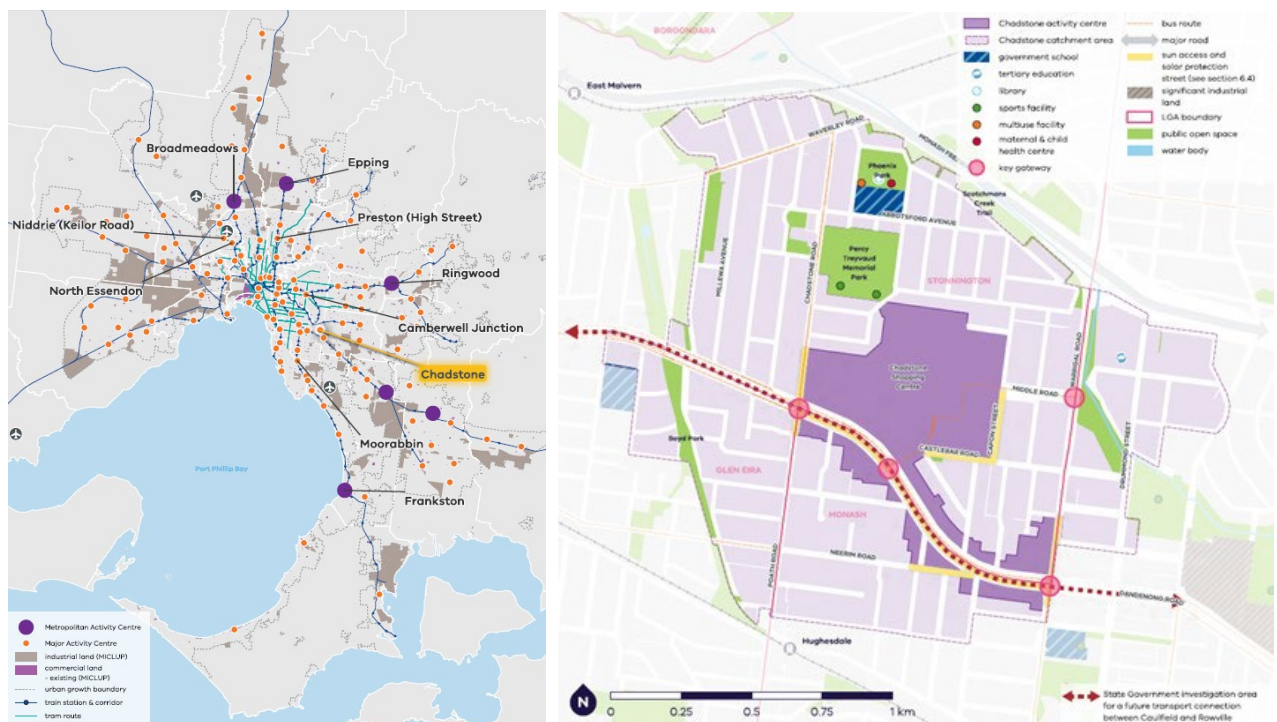 Broadmeadows
Epping
Niddrie (Keilor Road)
Preston (High Street)
Ringwood
North Essendon
Camberwell Junction
Chadstone
Moorabbin
Port Phillip Bay
Frankston
Metropolitan Activity Centre
Major Activity Centre
industrial land (MICLUP)
commercial land
- existing (MICLUP)
urban growth boundary
train station & corridor
tram route
BOROONDARA
East Malvern
Chadstone activity centre
Chadstone catchment area
government school
tertiary education
library
sports facility
multiuse facility
maternal & child
health centre
key gateway
bus route
major road
sun access and
solar protection
street (see section 6.4)
significant industrial
land
LGA boundary
public open space
water body
WAVERLEY ROAD
MONASH FWY
Phoenix
Park
Scotchmans
Creek
Trail
ABBOTSFORD AVENUE
Percy
Treyvaud
Memorial
Park
MILLEWA AVENUE
CHADSTONE ROAD
STONNINGTON
Chadstone
Shopping
Centre
WARRIGAL ROAD
MIDDLE ROAD
CAPON STREET
CASTLEBAR ROAD
DRUMMOND STREET
Boyd Park
GLEN EIRA
MONASH
NEERIM ROAD
POATH ROAD
DANDENONG ROAD
Hughesdale
N
0 0.25 0.5 0.75 1 km
State Government investigation area
for a future transport connection
between Caulfield and Rowville